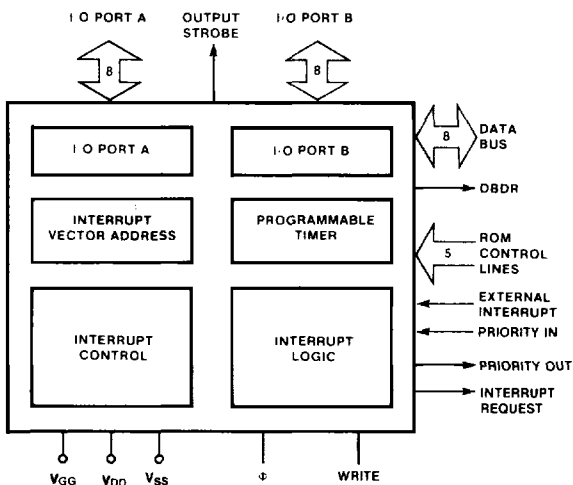 I·O PORT A
OUTPUT
STROBE
I·O PORT B
8
8
I·O PORT A
I·O PORT B
8
DATA
BUS
DBDR
INTERRUPT
VECTOR ADDRESS
PROGRAMMABLE
TIMER
5
ROM
CONTROL
LINES
EXTERNAL
INTERRUPT
PRIORITY IN
INTERRUPT
CONTROL
INTERRUPT
LOGIC
PRIORITY OUT
INTERRUPT
REQUEST
VGG
VDD
VSS
Φ
WRITE